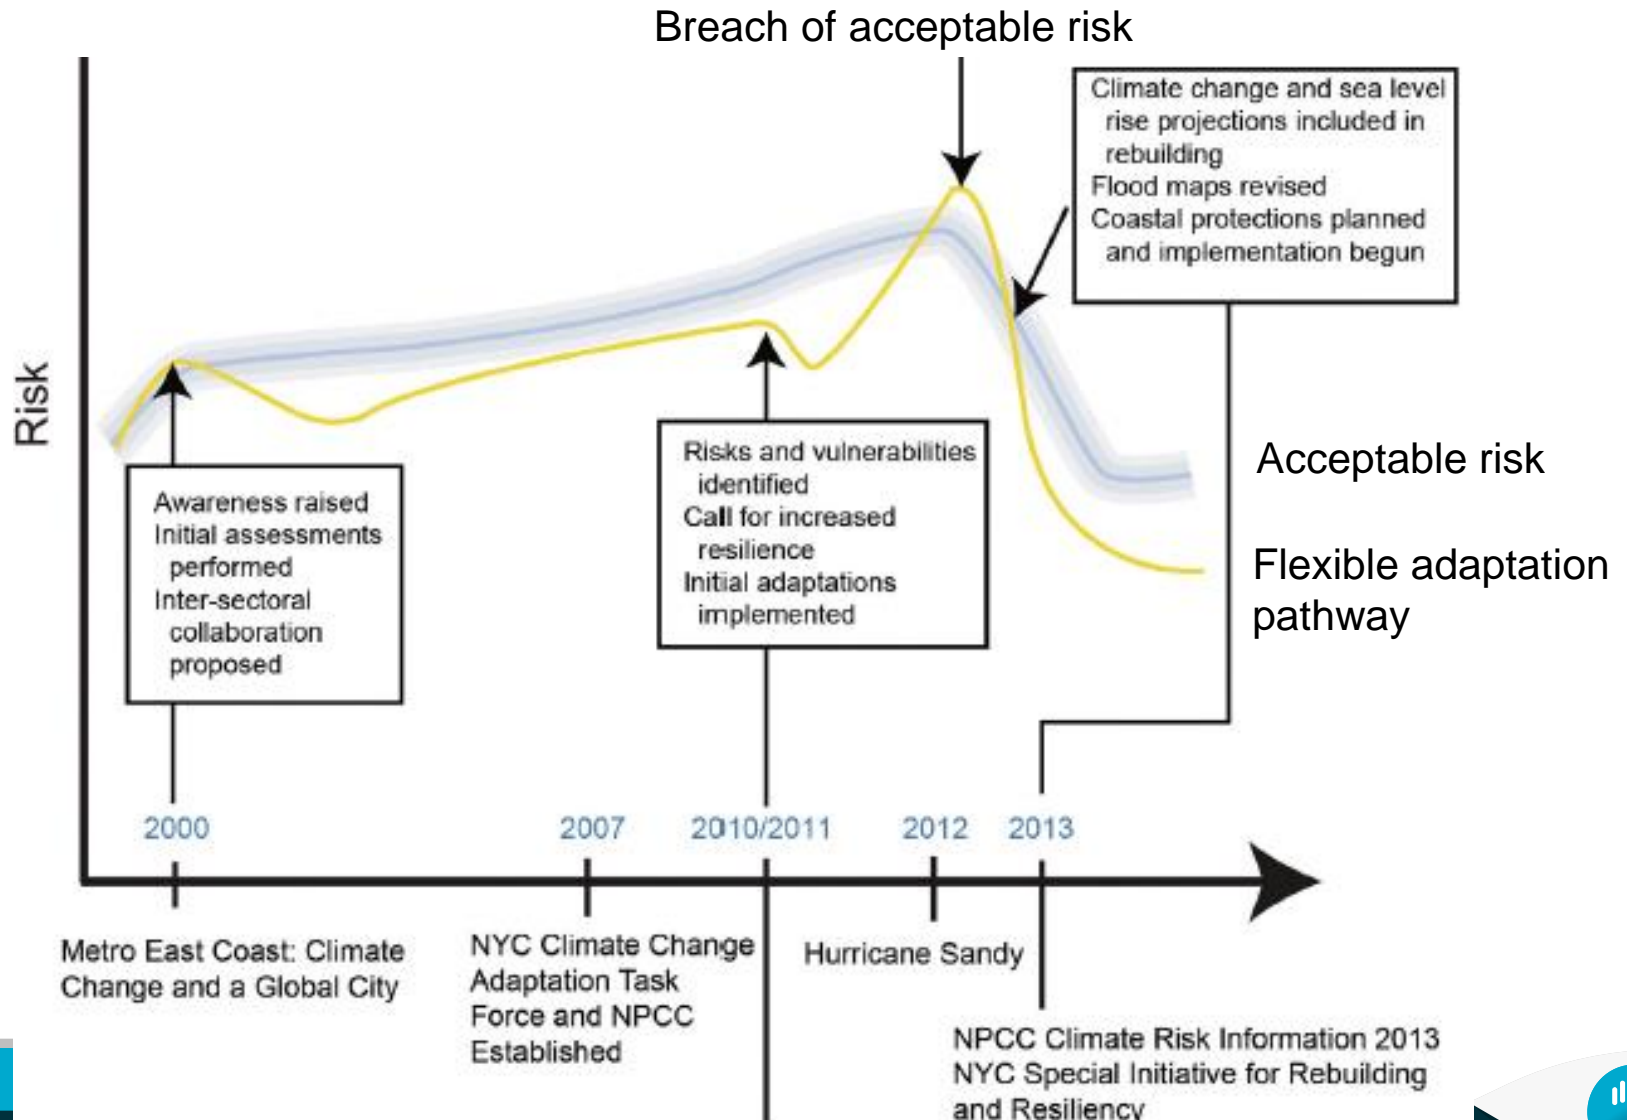 Breach of acceptable risk
Climate change and sea level
rise projections included in
rebuilding
Flood maps revised
Coastal protections planned
and implementation begun
Risk
Acceptable risk
Flexible adaptation
pathway
Awareness raised
Initial assessments
performed
Inter-sectoral
collaboration
proposed
Risks and vulnerabilities
identified
Call for increased
resilience
Initial adaptations
implemented
2000
2007
2010/2011
2012
2013
Metro East Coast: Climate
Change and a Global City
NYC Climate Change
Adaptation Task
Force and NPCC
Established
Hurricane Sandy
NPCC Climate Risk Information 2013
NYC Special Initiative for Rebuilding
and Resiliency